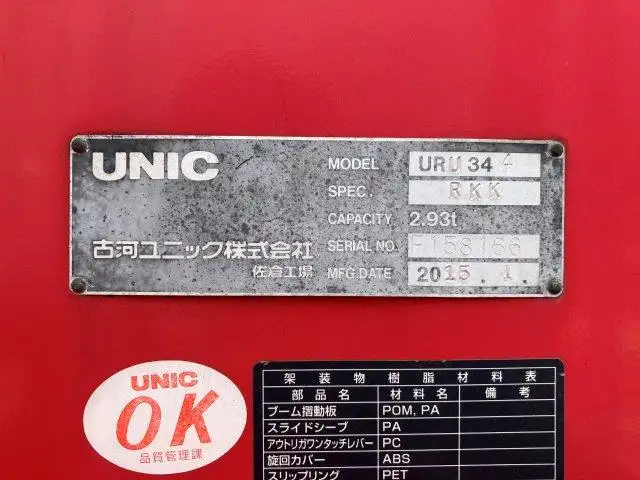 UNIC
古河ユニック株式会社
佐倉工場
MODEL URU 344
SPEC. RKK
CAPACITY 2.93t
SERIAL NO. F158166
MFG.DATE 2015.1.
UNIC
OK
品質管理課
架装物樹脂材料表
部品名 材料名 備考
ブーム摺動板 POM, PA
スライドシーブ PA
アウトリガワンタッチレバー PC
旋回カバー ABS
スリップリング PET